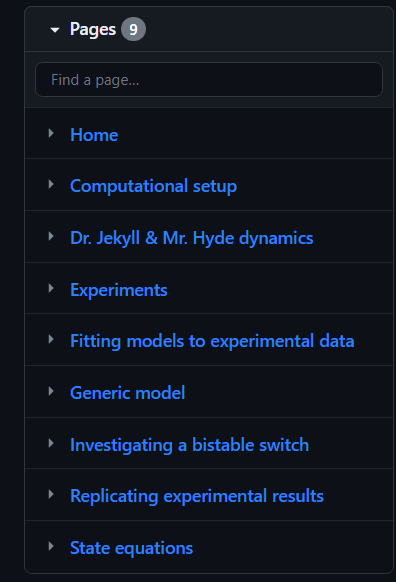 Pages 9
Find a page...
Home
Computational setup
Dr. Jekyll & Mr. Hyde dynamics
Experiments
Fitting models to experimental data
Generic model
Investigating a bistable switch
Replicating experimental results
State equations